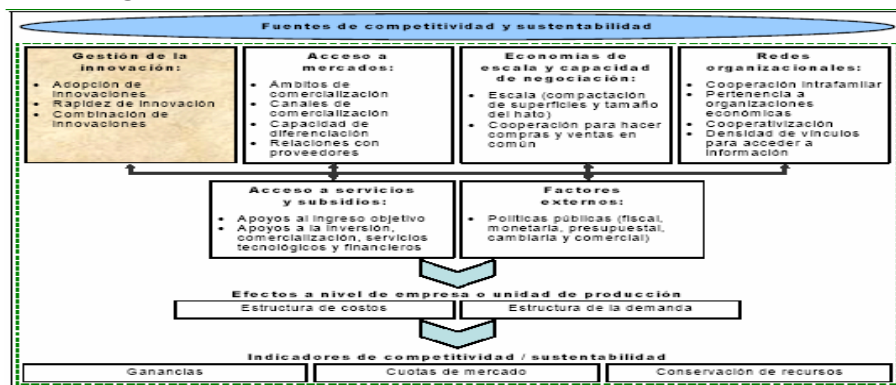 Fuentes de competitividad y sustentabilidad
Gestión de la
innovación:
• Adopción de
innovaciones
• Rapidez de innovación
• Combinación de
innovaciones
Acceso a
mercados:
• Ámbitos de
comercialización
• Canales de
comercialización
• Capacidad de
diferenciación
• Relaciones con
proveedores
Economías de
escala y capacidad
de negociación:
• Escala (compactación
de superficies y tamaño
del hato)
• Cooperación para hacer
compras y ventas en
común
Redes
organizacionales:
• Cooperación intrafamiliar
• Pertenencia a
organizaciones
económicas
• Cooperativización
• Densidad de vínculos
para acceder a
información
Acceso a servicios
y subsidios:
• Apoyos al ingreso objetivo
• Apoyos a la inversión,
comercialización, servicios
tecnológicos y financieros
Factores
externos:
• Políticas públicas (fiscal,
monetaria, presupuestal,
cambiaria y comercial)
Efectos a nivel de empresa o unidad de producción
Estructura de costos
Estructura de la demanda
Indicadores de competitividad / sustentabilidad
Ganancias
Cuotas de mercado
Conservación de recursos